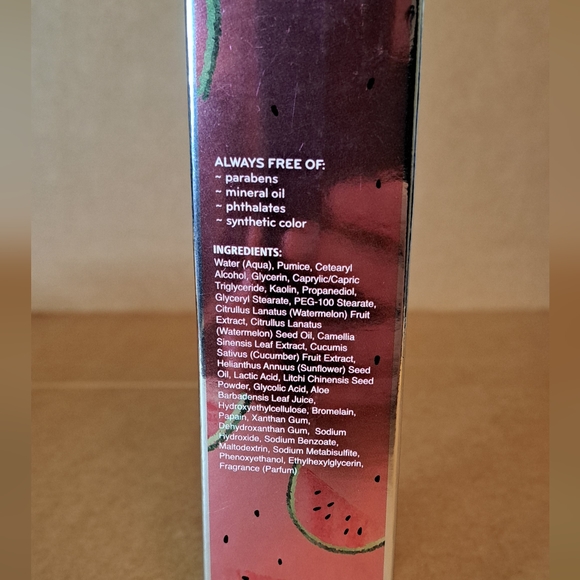 ALWAYS FREE OF:
~ parabens
~ mineral oil
~ phthalates
~ synthetic color
INGREDIENTS:
Water (Aqua), Pumice, Cetearyl
Alcohol, Glycerin, Caprylic/Capric
Triglyceride, Kaolin, Propanediol,
Glyceryl Stearate, PEG-100 Stearate,
Citrullus Lanatus (Watermelon) Fruit
Extract, Citrullus Lanatus
(Watermelon) Seed Oil, Camellia
Sinensis Leaf Extract, Cucumis
Sativus (Cucumber) Fruit Extract,
Helianthus Annuus (Sunflower) Seed
Oil, Lactic Acid, Litchi Chinensis Seed
Powder, Glycolic Acid, Aloe
Barbadensis Leaf Juice,
Hydroxyethylcellulose, Bromelain,
Papain, Xanthan Gum,
Dehydroxanthan Gum, Sodium
Hydroxide, Sodium Benzoate,
Maltodextrin, Sodium Metabisulfite,
Phenoxyethanol, Ethylhexylglycerin,
Fragrance (Parfum)